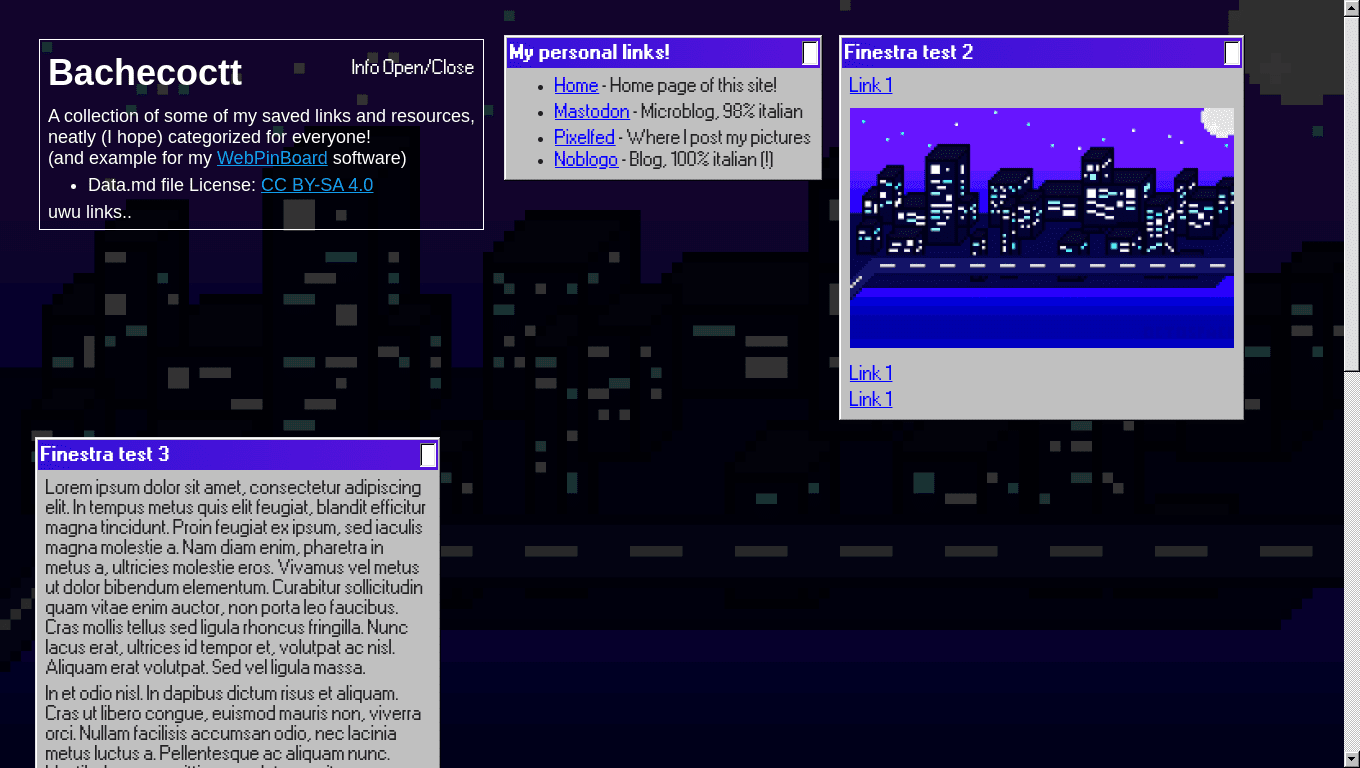 Bachecoctt
Info Open/Close
A collection of some of my saved links and resources,
neatly (I hope) categorized for everyone!
(and example for my WebPinBoard software)
• Data.md file License: CC BY-SA 4.0
uwu links..
My personal links!
• Home - Home page of this site!
• Mastodon - Microblog, 98% italian
• Pixelfed - Where I post my pictures
• Noblogo - Blog, 100% italian (!)
Finestra test 2
Link 1
Link 1
Link 1
Finestra test 3
Lorem ipsum dolor sit amet, consectetur adipiscing
elit. In tempus metus quis elit feugiat, blandit efficitur
magna tincidunt. Proin feugiat ex ipsum, sed iaculis
magna molestie a. Nam diam enim, pharetra in
metus a, ultricies molestie eros. Vivamus vel metus
ut dolor bibendum elementum. Curabitur sollicitudin
quam vitae enim auctor, non porta leo faucibus.
Cras mollis tellus sed ligula rhoncus fringilla. Nunc
lacus erat, ultrices id tempor et, volutpat ac nisl.
Aliquam erat volutpat. Sed vel ligula massa.
In et odio nisl. In dapibus dictum risus et aliquam.
Cras ut libero congue, euismod mauris non, viverra
orci. Nullam facilisis accumsan odio, nec lacinia
metus luctus a. Pellentesque ac aliquam nunc.